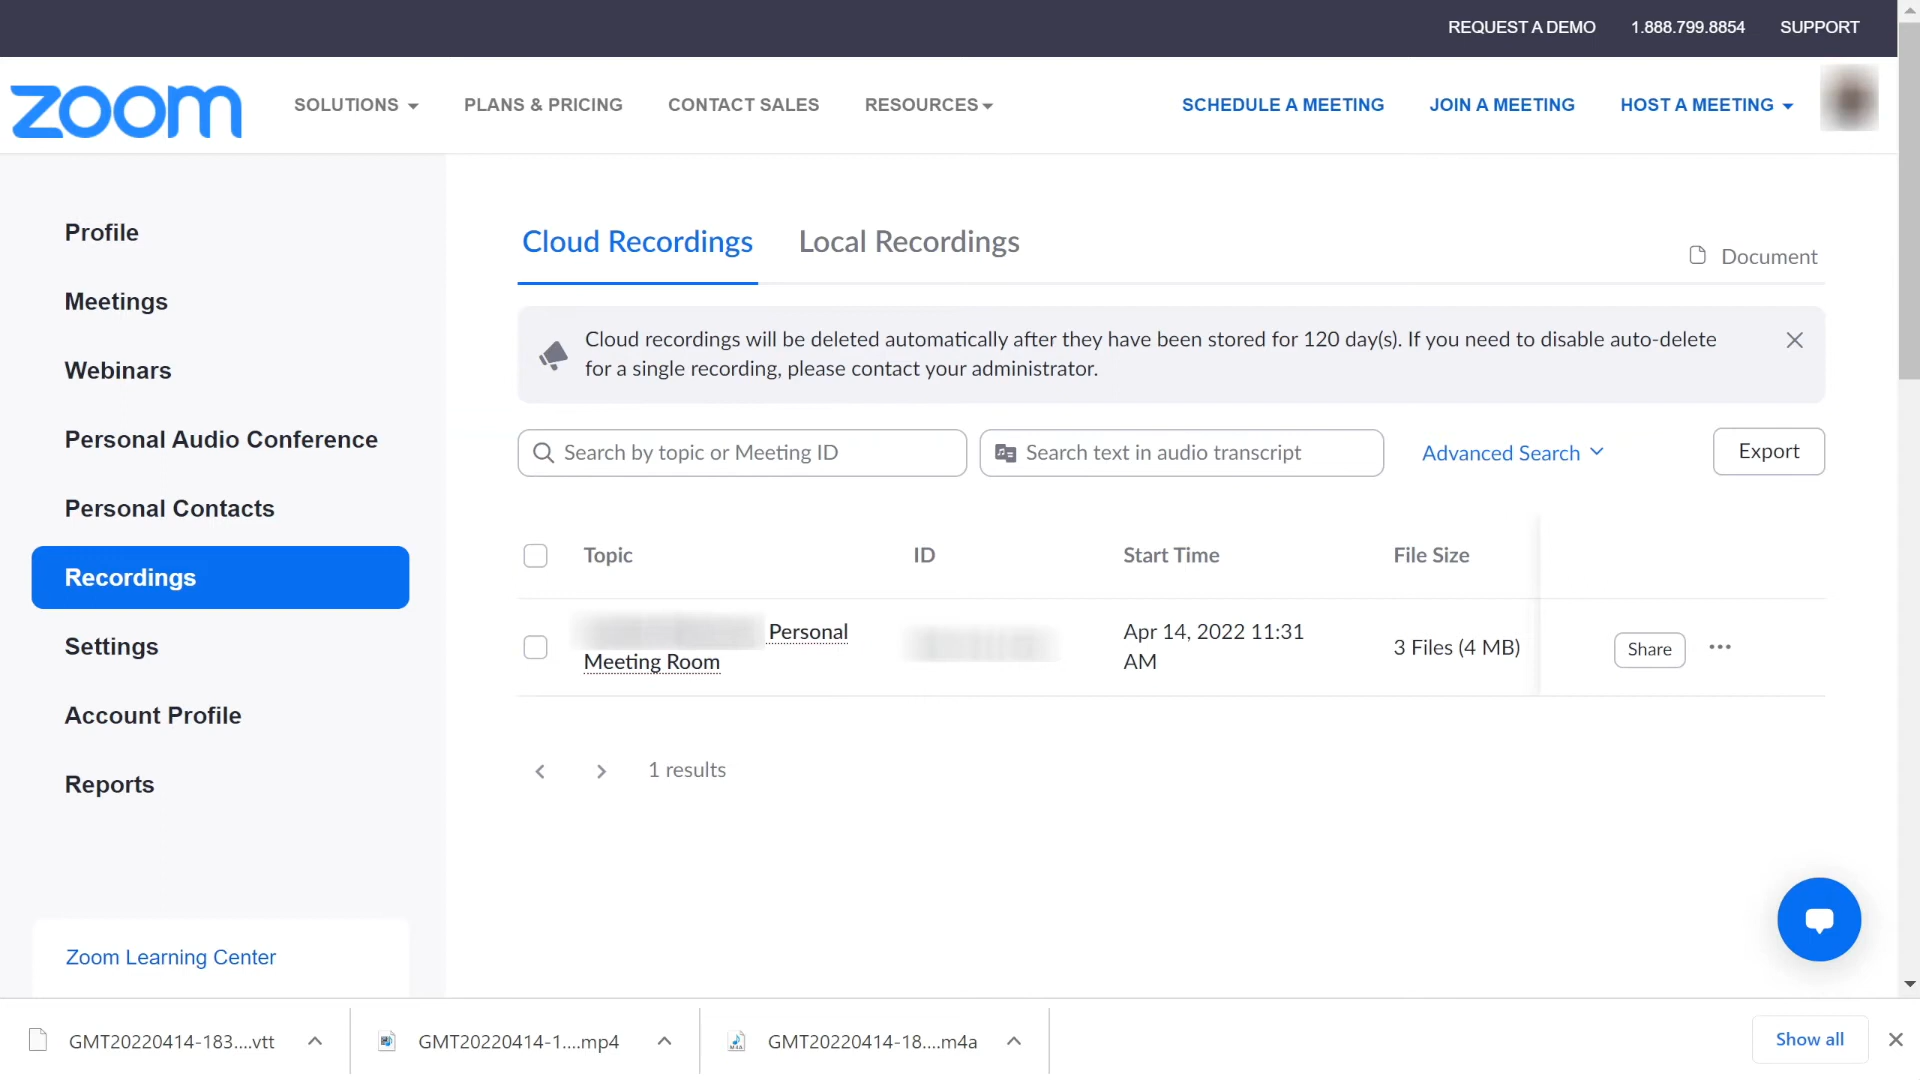 REQUEST A DEMO 1.888.799.8854 SUPPORT
zoom SOLUTIONS PLANS & PRICING CONTACT SALES RESOURCES SCHEDULE A MEETING JOIN A MEETING HOST A MEETING
Profile
Meetings
Webinars
Personal Audio Conference
Personal Contacts
Recordings
Settings
Account Profile
Reports
Zoom Learning Center
Cloud Recordings Local Recordings
Document
Cloud recordings will be deleted automatically after they have been stored for 120 day(s). If you need to disable auto-delete
for a single recording, please contact your administrator.
Search by topic or Meeting ID Search text in audio transcript Advanced Search Export
Topic ID Start Time File Size
Personal
Meeting Room
Apr 14, 2022 11:31
AM
3 Files (4 MB)
Share
1 results
GMT20220414-183....vtt GMT20220414-1....mp4 GMT20220414-18....m4a Show all